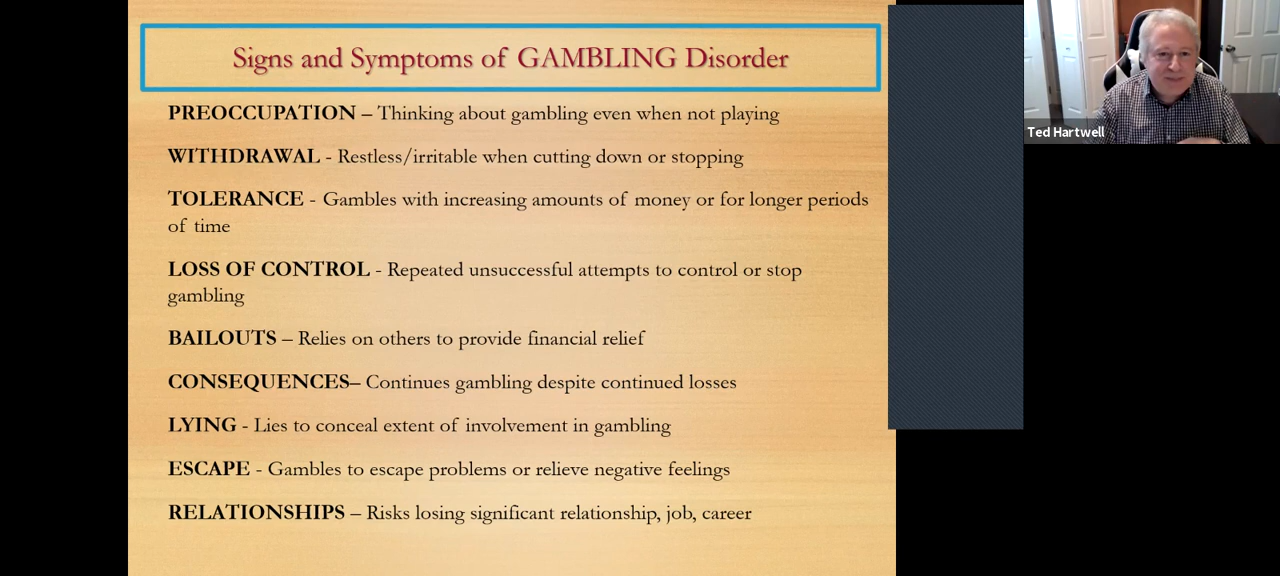 Signs and Symptoms of GAMBLING Disorder
PREOCCUPATION – Thinking about gambling even when not playing
WITHDRAWAL - Restless/irritable when cutting down or stopping
TOLERANCE - Gambles with increasing amounts of money or for longer periods
of time
LOSS OF CONTROL - Repeated unsuccessful attempts to control or stop
gambling
BAILOUTS – Relies on others to provide financial relief
CONSEQUENCES– Continues gambling despite continued losses
LYING - Lies to conceal extent of involvement in gambling
ESCAPE - Gambles to escape problems or relieve negative feelings
RELATIONSHIPS – Risks losing significant relationship, job, career
Ted Hartwell